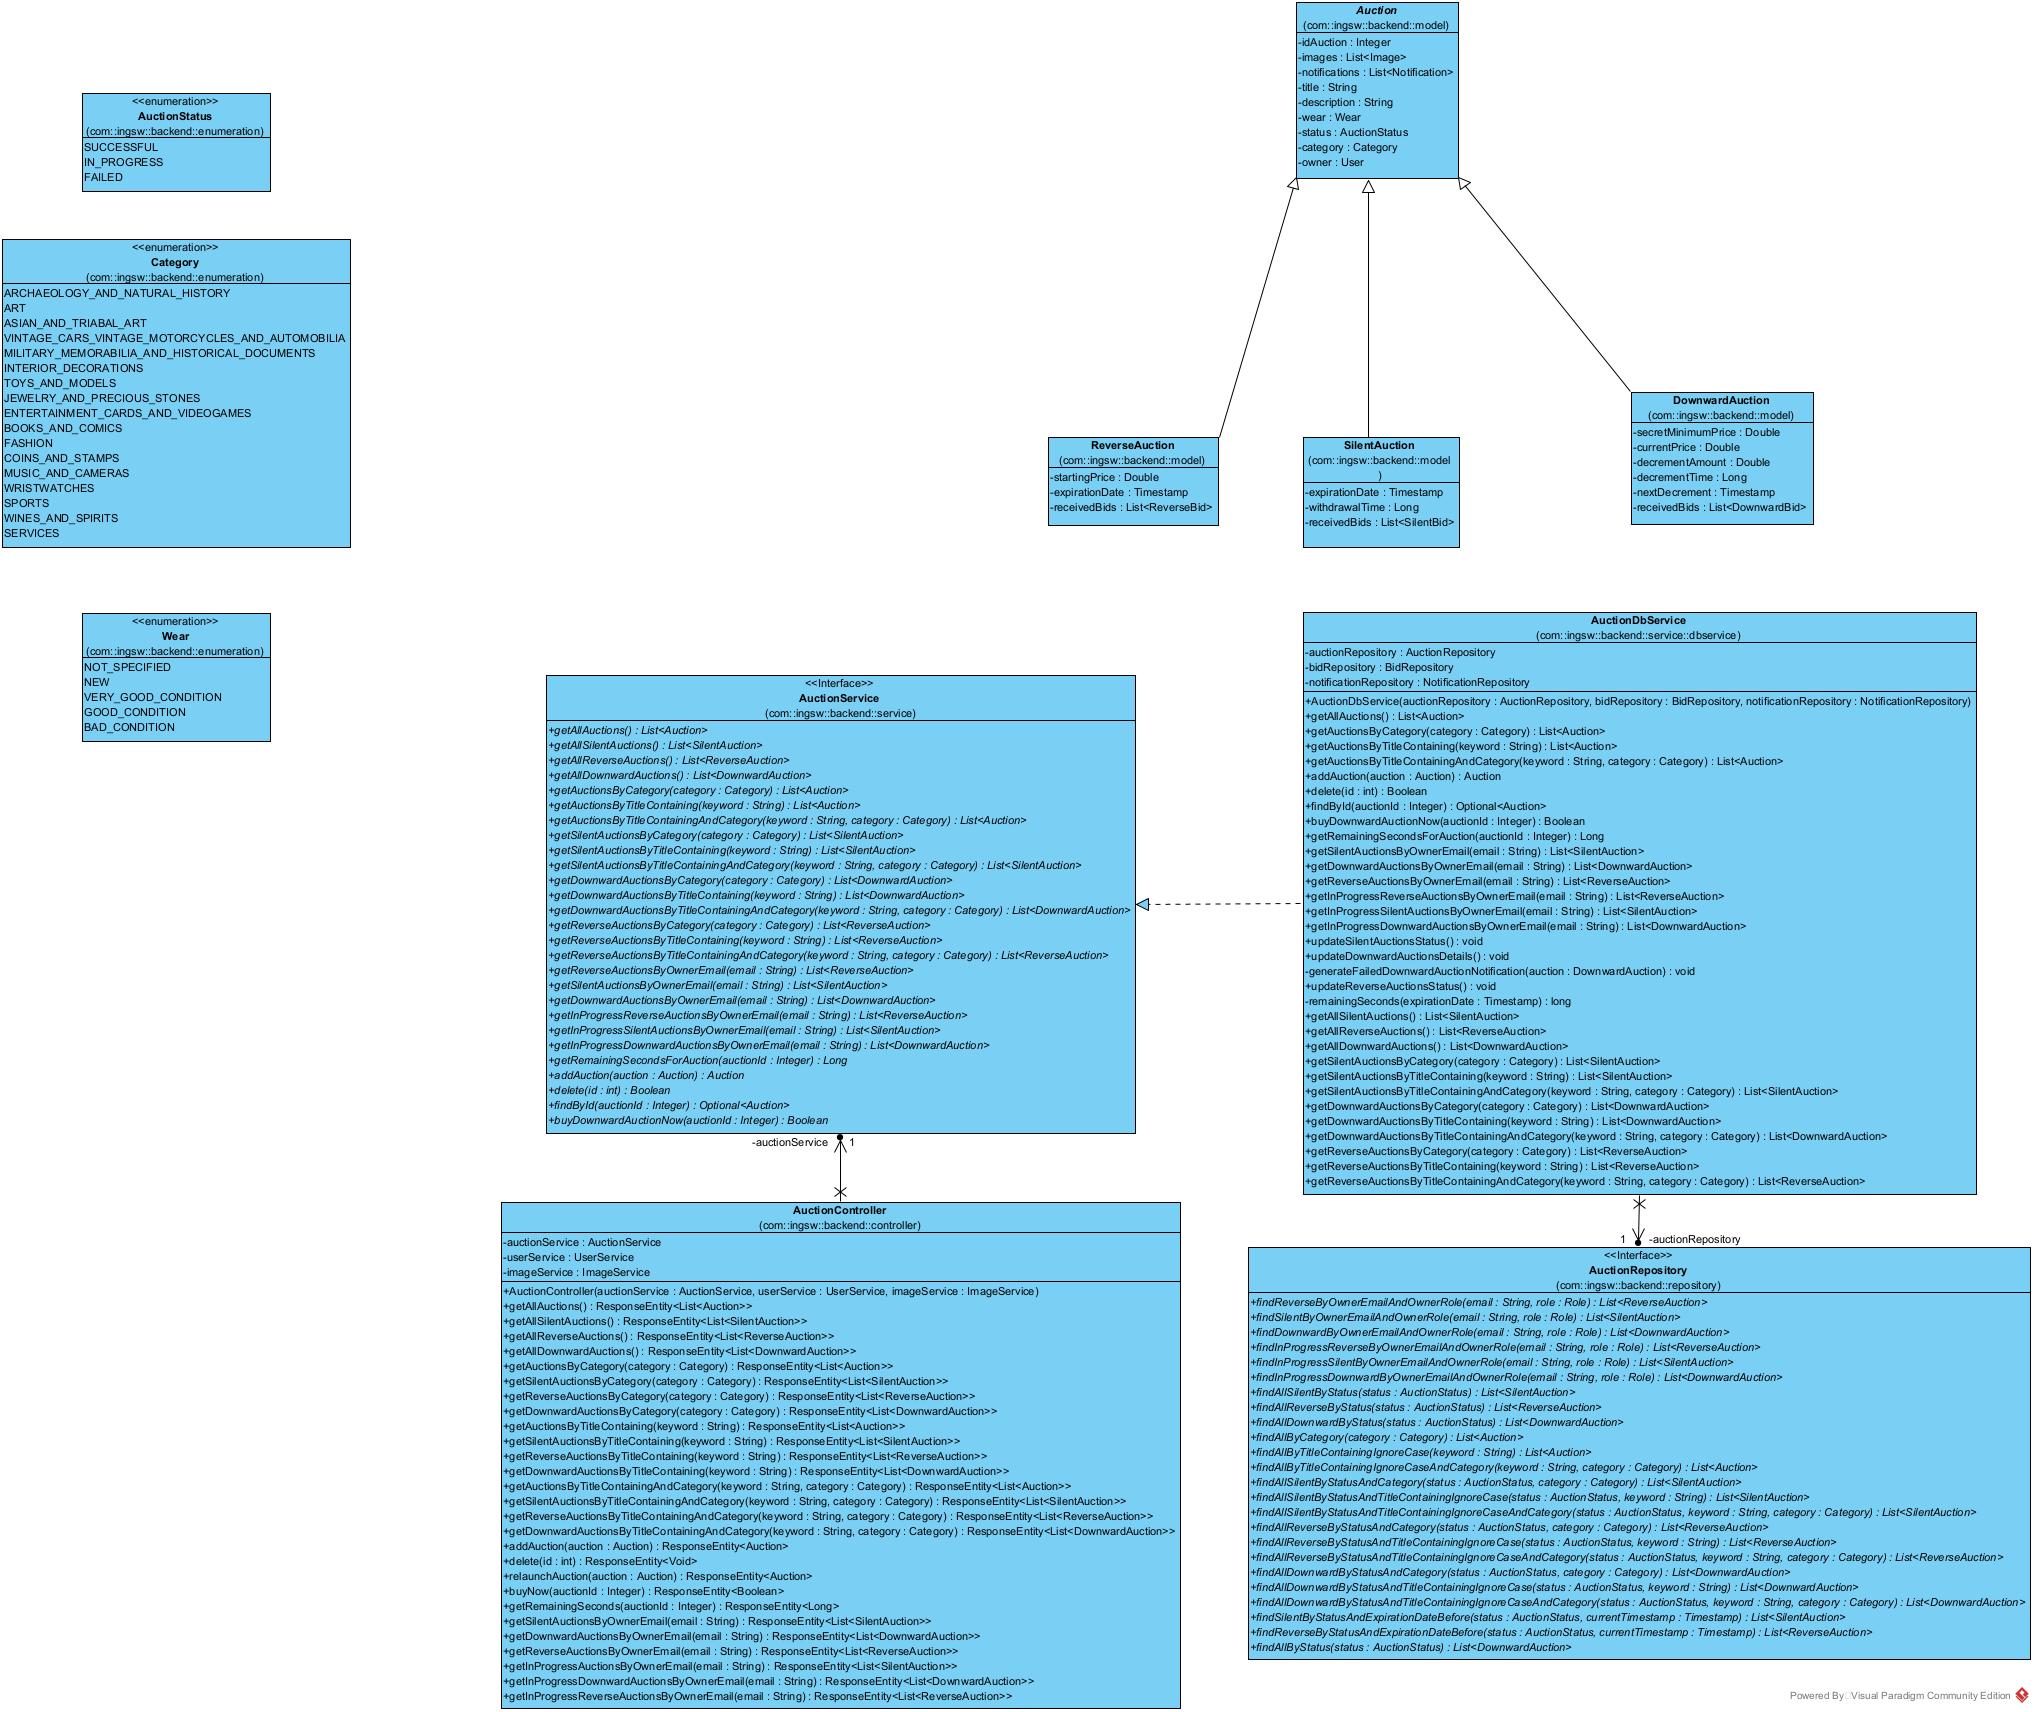 Auction
(com::ingsw::backend::model)
-idAuction : Integer
-images : List<Image>
-notifications : List<Notification>
-title : String
-description : String
-wear : Wear
-status : AuctionStatus
-category : Category
-owner : User
<<enumeration>>
AuctionStatus
(com::ingsw::backend::enumeration)
SUCCESSFUL
IN_PROGRESS
FAILED
<<enumeration>>
Category
(com::ingsw::backend::enumeration)
ARCHAEOLOGY_AND_NATURAL_HISTORY
ART
ASIAN_AND_TRIABAL_ART
VINTAGE_CARS_VINTAGE_MOTORCYCLES_AND_AUTOMOBILIA
MILITARY_MEMORABILIA_AND_HISTORICAL_DOCUMENTS
INTERIOR_DECORATIONS
TOYS_AND_MODELS
JEWELRY_AND_PRECIOUS_STONES
ENTERTAINMENT_CARDS_AND_VIDEOGAMES
BOOKS_AND_COMICS
FASHION
COINS_AND_STAMPS
MUSIC_AND_CAMERAS
WRISTWATCHES
SPORTS
WINES_AND_SPIRITS
SERVICES
ReverseAuction
(com::ingsw::backend::model)
-startingPrice : Double
-expirationDate : Timestamp
-receivedBids : List<ReverseBid>
SilentAuction
(com::ingsw::backend::model
)
-expirationDate : Timestamp
-withdrawalTime : Long
-receivedBids : List<SilentBid>
DownwardAuction
(com::ingsw::backend::model)
-secretMinimumPrice : Double
-currentPrice : Double
-decrementAmount : Double
-decrementTime : Long
-nextDecrement : Timestamp
-receivedBids : List<DownwardBid>
<<enumeration>>
Wear
(com::ingsw::backend::enumeration)
NOT_SPECIFIED
NEW
VERY_GOOD_CONDITION
GOOD_CONDITION
BAD_CONDITION
<<Interface>>
AuctionService
(com::ingsw::backend::service)
+getAllAuctions() : List<Auction>
+getAllSilentAuctions() : List<SilentAuction>
+getAllReverseAuctions() : List<ReverseAuction>
+getAllDownwardAuctions() : List<DownwardAuction>
+getAuctionsByCategory(category : Category) : List<Auction>
+getAuctionsByTitleContaining(keyword : String) : List<Auction>
+getAuctionsByTitleContainingAndCategory(keyword : String, category : Category) : List<Auction>
+getSilentAuctionsByCategory(category : Category) : List<SilentAuction>
+getSilentAuctionsByTitleContaining(keyword : String) : List<SilentAuction>
+getSilentAuctionsByTitleContainingAndCategory(keyword : String, category : Category) : List<SilentAuction>
+getDownwardAuctionsByCategory(category : Category) : List<DownwardAuction>
+getDownwardAuctionsByTitleContaining(keyword : String) : List<DownwardAuction>
+getDownwardAuctionsByTitleContainingAndCategory(keyword : String, category : Category) : List<DownwardAuction>
+getReverseAuctionsByCategory(category : Category) : List<ReverseAuction>
+getReverseAuctionsByTitleContaining(keyword : String) : List<ReverseAuction>
+getReverseAuctionsByTitleContainingAndCategory(keyword : String, category : Category) : List<ReverseAuction>
+getReverseAuctionsByOwnerEmail(email : String) : List<ReverseAuction>
+getSilentAuctionsByOwnerEmail(email : String) : List<SilentAuction>
+getDownwardAuctionsByOwnerEmail(email : String) : List<DownwardAuction>
+getInProgressReverseAuctionsByOwnerEmail(email : String) : List<ReverseAuction>
+getInProgressSilentAuctionsByOwnerEmail(email : String) : List<SilentAuction>
+getInProgressDownwardAuctionsByOwnerEmail(email : String) : List<DownwardAuction>
+getRemainingSecondsForAuction(auctionId : Integer) : Long
+addAuction(auction : Auction) : Auction
+delete(id : int) : Boolean
+findById(auctionId : Integer) : Optional<Auction>
+buyDownwardAuctionNow(auctionId : Integer) : Boolean
AuctionDbService
(com::ingsw::backend::service::dbservice)
-auctionRepository : AuctionRepository
-bidRepository : BidRepository
-notificationRepository : NotificationRepository
+AuctionDbService(auctionRepository : AuctionRepository, bidRepository : BidRepository, notificationRepository : NotificationRepository)
+getAllAuctions() : List<Auction>
+getAuctionsByCategory(category : Category) : List<Auction>
+getAuctionsByTitleContaining(keyword : String) : List<Auction>
+getAuctionsByTitleContainingAndCategory(keyword : String, category : Category) : List<Auction>
+addAuction(auction : Auction) : Auction
+delete(id : int) : Boolean
+findById(auctionId : Integer) : Optional<Auction>
+buyDownwardAuctionNow(auctionId : Integer) : Boolean
+getRemainingSecondsForAuction(auctionId : Integer) : Long
+getSilentAuctionsByOwnerEmail(email : String) : List<SilentAuction>
+getDownwardAuctionsByOwnerEmail(email : String) : List<DownwardAuction>
+getReverseAuctionsByOwnerEmail(email : String) : List<ReverseAuction>
+getInProgressReverseAuctionsByOwnerEmail(email : String) : List<ReverseAuction>
+getInProgressSilentAuctionsByOwnerEmail(email : String) : List<SilentAuction>
+getInProgressDownwardAuctionsByOwnerEmail(email : String) : List<DownwardAuction>
+updateSilentAuctionsStatus() : void
+updateDownwardAuctionsDetails() : void
-generateFailedDownwardAuctionNotification(auction : DownwardAuction) : void
+updateReverseAuctionsStatus() : void
-remainingSeconds(expirationDate : Timestamp) : long
+getAllSilentAuctions() : List<SilentAuction>
+getAllReverseAuctions() : List<ReverseAuction>
+getAllDownwardAuctions() : List<DownwardAuction>
+getSilentAuctionsByCategory(category : Category) : List<SilentAuction>
+getSilentAuctionsByTitleContaining(keyword : String) : List<SilentAuction>
+getSilentAuctionsByTitleContainingAndCategory(keyword : String, category : Category) : List<SilentAuction>
+getDownwardAuctionsByCategory(category : Category) : List<DownwardAuction>
+getDownwardAuctionsByTitleContaining(keyword : String) : List<DownwardAuction>
+getDownwardAuctionsByTitleContainingAndCategory(keyword : String, category : Category) : List<DownwardAuction>
+getReverseAuctionsByCategory(category : Category) : List<ReverseAuction>
+getReverseAuctionsByTitleContaining(keyword : String) : List<ReverseAuction>
+getReverseAuctionsByTitleContainingAndCategory(keyword : String, category : Category) : List<ReverseAuction>
-auctionService 1
AuctionController
(com::ingsw::backend::controller)
-auctionService : AuctionService
-userService : UserService
-imageService : ImageService
+AuctionController(auctionService : AuctionService, userService : UserService, imageService : ImageService)
+getAllAuctions() : ResponseEntity<List<Auction>>
+getAllSilentAuctions() : ResponseEntity<List<SilentAuction>>
+getAllReverseAuctions() : ResponseEntity<List<ReverseAuction>>
+getAllDownwardAuctions() : ResponseEntity<List<DownwardAuction>>
+getAuctionsByCategory(category : Category) : ResponseEntity<List<Auction>>
+getSilentAuctionsByCategory(category : Category) : ResponseEntity<List<SilentAuction>>
+getReverseAuctionsByCategory(category : Category) : ResponseEntity<List<ReverseAuction>>
+getDownwardAuctionsByCategory(category : Category) : ResponseEntity<List<DownwardAuction>>
+getAuctionsByTitleContaining(keyword : String) : ResponseEntity<List<Auction>>
+getSilentAuctionsByTitleContaining(keyword : String) : ResponseEntity<List<SilentAuction>>
+getReverseAuctionsByTitleContaining(keyword : String) : ResponseEntity<List<ReverseAuction>>
+getDownwardAuctionsByTitleContaining(keyword : String) : ResponseEntity<List<DownwardAuction>>
+getAuctionsByTitleContainingAndCategory(keyword : String, category : Category) : ResponseEntity<List<Auction>>
+getSilentAuctionsByTitleContainingAndCategory(keyword : String, category : Category) : ResponseEntity<List<SilentAuction>>
+getReverseAuctionsByTitleContainingAndCategory(keyword : String, category : Category) : ResponseEntity<List<ReverseAuction>>
+getDownwardAuctionsByTitleContainingAndCategory(keyword : String, category : Category) : ResponseEntity<List<DownwardAuction>>
+addAuction(auction : Auction) : ResponseEntity<Auction>
+delete(id : int) : ResponseEntity<Void>
+relaunchAuction(auction : Auction) : ResponseEntity<Auction>
+buyNow(auctionId : Integer) : ResponseEntity<Boolean>
+getRemainingSeconds(auctionId : Integer) : ResponseEntity<Long>
+getSilentAuctionsByOwnerEmail(email : String) : ResponseEntity<List<SilentAuction>>
+getDownwardAuctionsByOwnerEmail(email : String) : ResponseEntity<List<DownwardAuction>>
+getReverseAuctionsByOwnerEmail(email : String) : ResponseEntity<List<ReverseAuction>>
+getInProgressAuctionsByOwnerEmail(email : String) : ResponseEntity<List<SilentAuction>>
+getInProgressDownwardAuctionsByOwnerEmail(email : String) : ResponseEntity<List<DownwardAuction>>
+getInProgressReverseAuctionsByOwnerEmail(email : String) : ResponseEntity<List<ReverseAuction>>
1 -auctionRepository
<<Interface>>
AuctionRepository
(com::ingsw::backend::repository)
+findReverseByOwnerEmailAndOwnerRole(email : String, role : Role) : List<ReverseAuction>
+findSilentByOwnerEmailAndOwnerRole(email : String, role : Role) : List<SilentAuction>
+findDownwardByOwnerEmailAndOwnerRole(email : String, role : Role) : List<DownwardAuction>
+findInProgressReverseByOwnerEmailAndOwnerRole(email : String, role : Role) : List<ReverseAuction>
+findInProgressSilentByOwnerEmailAndOwnerRole(email : String, role : Role) : List<SilentAuction>
+findInProgressDownwardByOwnerEmailAndOwnerRole(email : String, role : Role) : List<DownwardAuction>
+findAllSilentByStatus(status : AuctionStatus) : List<SilentAuction>
+findAllReverseByStatus(status : AuctionStatus) : List<ReverseAuction>
+findAllDownwardByStatus(status : AuctionStatus) : List<DownwardAuction>
+findAllByCategory(category : Category) : List<Auction>
+findAllByTitleContainingIgnoreCase(keyword : String) : List<Auction>
+findAllByTitleContainingIgnoreCaseAndCategory(keyword : String, category : Category) : List<Auction>
+findAllSilentByStatusAndCategory(status : AuctionStatus, category : Category) : List<SilentAuction>
+findAllSilentByStatusAndTitleContainingIgnoreCase(status : AuctionStatus, keyword : String) : List<SilentAuction>
+findAllSilentByStatusAndTitleContainingIgnoreCaseAndCategory(status : AuctionStatus, keyword : String, category : Category) : List<SilentAuction>
+findAllReverseByStatusAndCategory(status : AuctionStatus, category : Category) : List<ReverseAuction>
+findAllReverseByStatusAndTitleContainingIgnoreCase(status : AuctionStatus, keyword : String) : List<ReverseAuction>
+findAllReverseByStatusAndTitleContainingIgnoreCaseAndCategory(status : AuctionStatus, keyword : String, category : Category) : List<ReverseAuction>
+findAllDownwardByStatusAndCategory(status : AuctionStatus, category : Category) : List<DownwardAuction>
+findAllDownwardByStatusAndTitleContainingIgnoreCase(status : AuctionStatus, keyword : String) : List<DownwardAuction>
+findAllDownwardByStatusAndTitleContainingIgnoreCaseAndCategory(status : AuctionStatus, keyword : String, category : Category) : List<DownwardAuction>
+findSilentByStatusAndExpirationDateBefore(status : AuctionStatus, currentTimestamp : Timestamp) : List<SilentAuction>
+findReverseByStatusAndExpirationDateBefore(status : AuctionStatus, currentTimestamp : Timestamp) : List<ReverseAuction>
+findAllByStatus(status : AuctionStatus) : List<DownwardAuction>
Powered By Visual Paradigm Community Edition